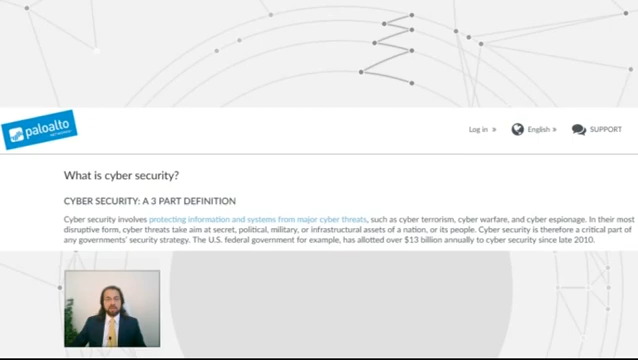 paloalto
Log in »
English »
SUPPORT
What is cyber security?
CYBER SECURITY: A 3 PART DEFINITION
Cyber security involves protecting information and systems from major cyber threats, such as cyber terrorism, cyber warfare, and cyber espionage. In their most
disruptive form, cyber threats take aim at secret, political, military, or infrastructural assets of a nation, or its people. Cyber security is therefore a critical part of
any governments' security strategy. The U.S. federal government for example, has allotted over $13 billion annually to cyber security since late 2010.